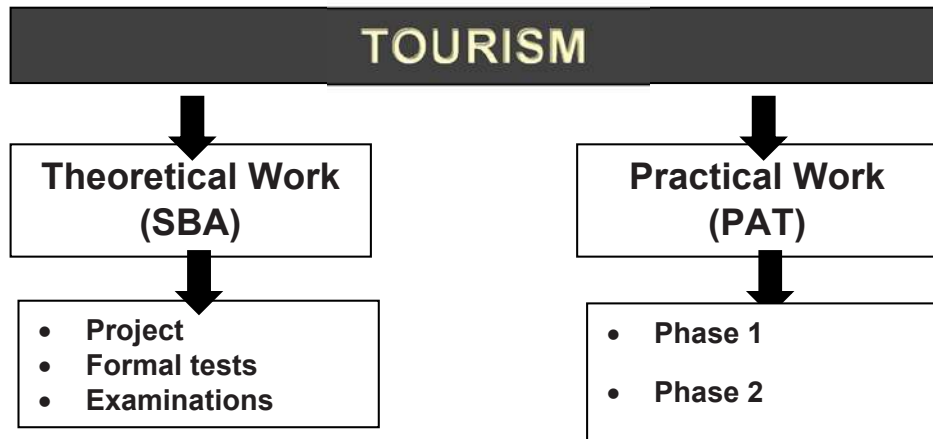 TOURISM
Theoretical Work
(SBA)
• Project
• Formal tests
• Examinations
Practical Work
(PAT)
• Phase 1
• Phase 2